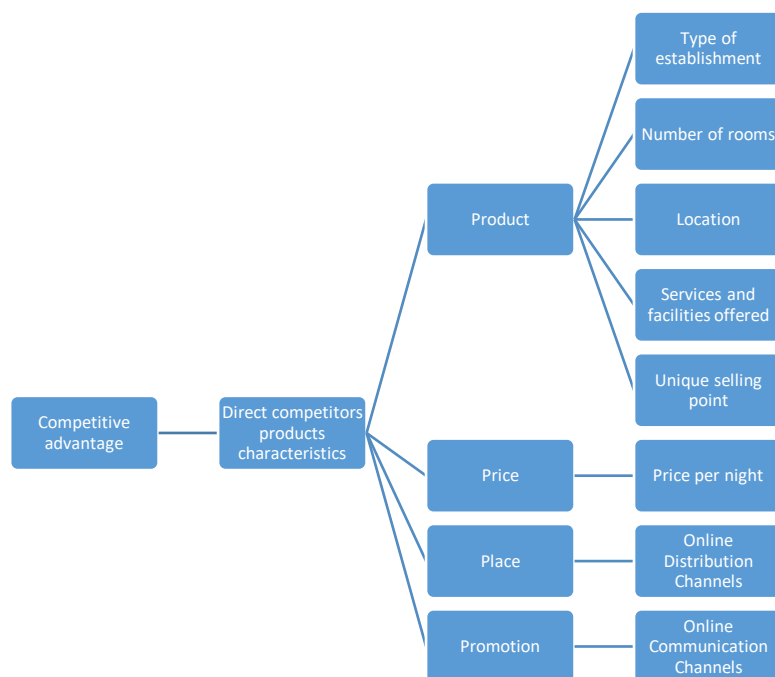 Type of
establishment
Number of rooms
Product
Location
Services and
facilities offered
Unique selling
point
Competitive
advantage
Direct competitors
products
characteristics
Price
Price per night
Place
Online
Distribution
Channels
Promotion
Online
Communication
Channels